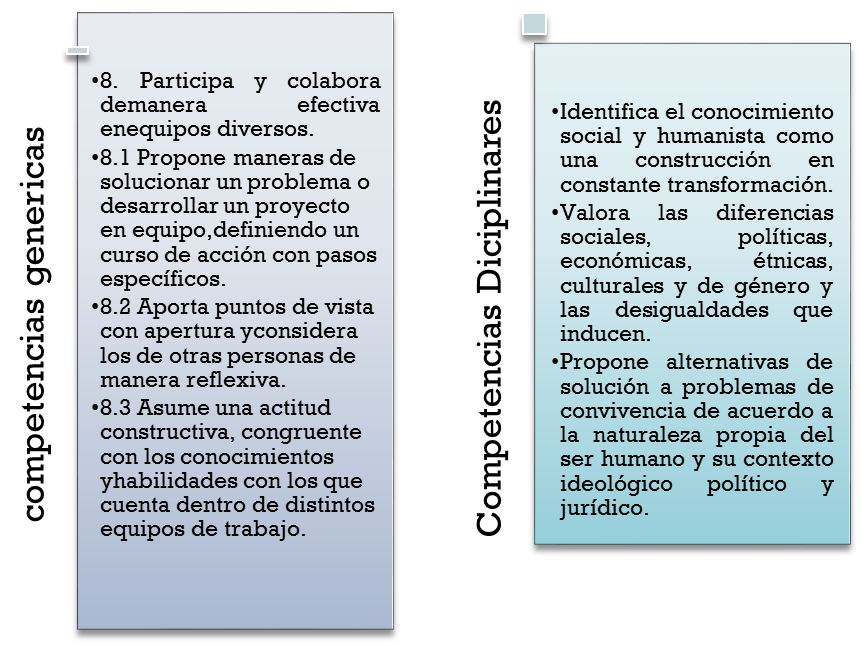 competencias genericas
•8. Participa y colabora
demanera efectiva
enequipos diversos.
•8.1 Propone maneras de
solucionar un problema o
desarrollar un proyecto
en equipo,definiendo un
curso de acción con pasos
específicos.
•8.2 Aporta puntos de vista
con apertura yconsidera
los de otras personas de
manera reflexiva.
•8.3 Asume una actitud
constructiva, congruente
con los conocimientos
yhabilidades con los que
cuenta dentro de distintos
equipos de trabajo.
Competencias Diciplinares
•Identifica el conocimiento
social y humanista como
una construcción en
constante transformación.
•Valora las diferencias
sociales, políticas,
económicas, étnicas,
culturales y de género y
las desigualdades que
inducen.
•Propone alternativas de
solución a problemas de
convivencia de acuerdo a
la naturaleza propia del
ser humano y su contexto
ideológico político y
jurídico.